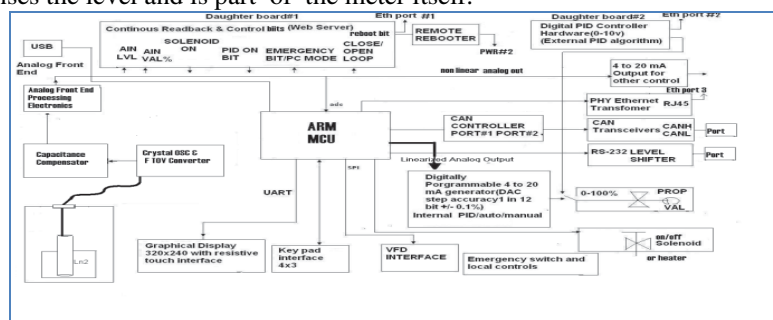 ises the level and is part of the meter itself.
Daughter board#1
Eth port #1
Daughter board#2
Eth port #2
Continous Readback & Control biits (Web Server)
reboot bit
AIN LVL
AIN VAL%
SOLENOID ON
PID ON BIT
EMERGENCY BIT/PC MODE
CLOSE/ OPEN LOOP
REMOTE
REBOOTER
PWR#2
Digital PID Controller
Hardware(0-10v)
(External PID algorithm)
USB
Analog Front
End
non linear analog out
4 to 20 mA
Output for
other control
Analog Front End
Processing
Electronics
adc
Eth port 3
PHY Ethernet
Transfomer
RJ45
ARM
MCU
CAN
CONTROLLER
PORT#1 PORT#2
CAN
Transceivers
CANH
CANL
Port
Capacitance
Compensator
Crystal OSC &
F TOV Converter
Linearized Analog Output
RS-232 LEVEL
SHIFTER
Port
SPI
UART
Digitally
Porgrammable 4 to 20
mA generator(DAC
step accuracy1 in 12
bit +/- 0.1%)
Internal PID/auto/manual
0-100%
PROP
VAL
Ln2
Graphical Display
320x240 with resistive
touch interface
Key pad
interface
4x3
VFD
INTERFACE
Emergency switch and
local controls
on/off
Solenoid
or heater